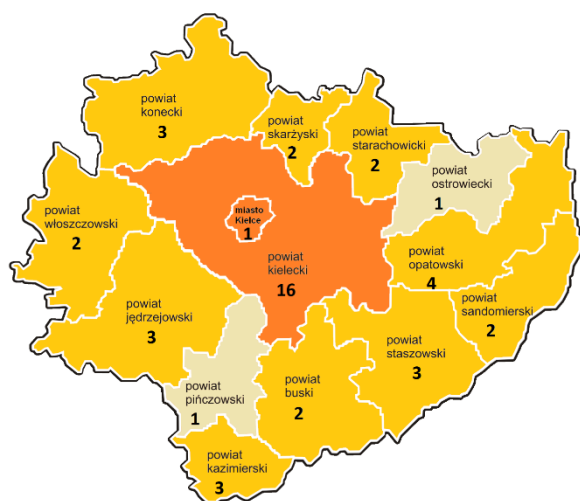 powiat
konecki
3
powiat
skarżyski
2
powiat
starachowicki
2
powiat
ostrowiecki
1
powiat
włoszczowski
2
miasto
Kielce
1
powiat
kielecki
16
powiat
opatowski
4
powiat
sandomierski
2
powiat
jędrzejowski
3
powiat
staszowski
3
powiat
pińczowski
1
powiat
buski
2
powiat
kazimierski
3